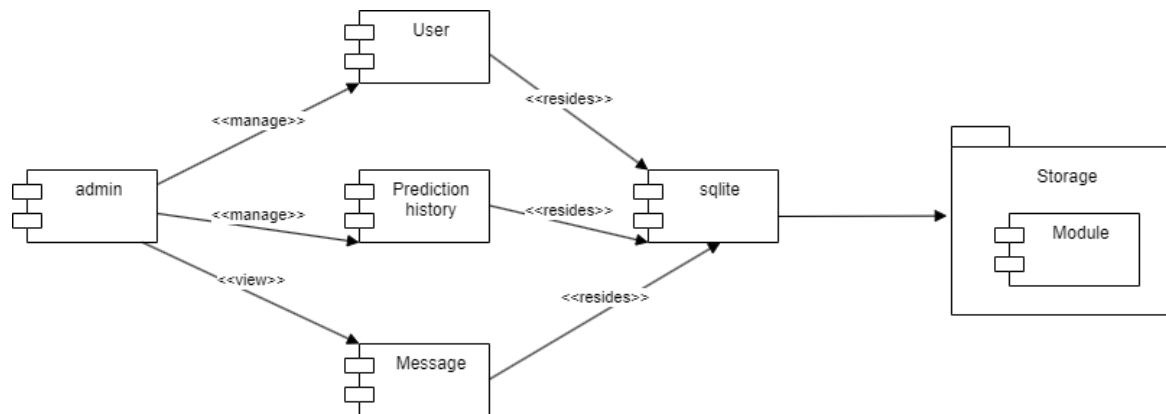 User
<<manage>>
<<resides>>
admin
Prediction
history
sqlite
Storage
<<manage>>
<<resides>>
Module
<<view>>
<<resides>>
Message